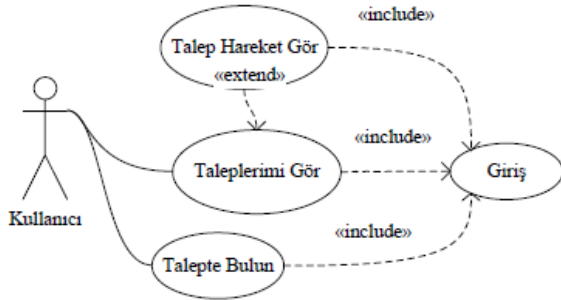 «include»
Talep Hareket Gör
«extend»
«include»
Taleplerimi Gör
Giriş
Kullanıcı
«include»
Talepte Bulun